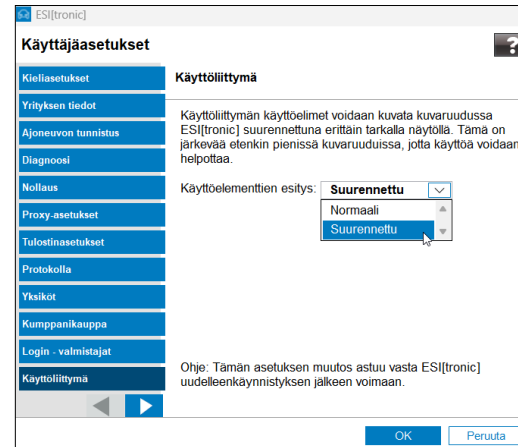 ESI[tronic]
Käyttäjäasetukset
?
Kieliasetukset
Yrityksen tiedot
Ajoneuvon tunnistus
Diagnoosi
Nollaus
Proxy-asetukset
Tulostinasetukset
Protokolla
Yksiköt
Kumppanikauppa
Login - valmistajat
Käyttöliittymä
Käyttöliittymä
Käyttöliittymän käyttöelimet voidaan kuvata kuvaruudussa
ESI[tronic] suurennettuna erittäin tarkalla näytöllä. Tämä on
järkevää etenkin pienissä kuvaruuduissa, jotta käyttöä voidaan
helpottaa.
Käyttöelementtien esitys: Suurennettu
Normaali
Suurennettu
Ohje: Tämän asetuksen muutos astuu vasta ESI[tronic]
uudelleenkäynnistyksen jälkeen voimaan.
OK Peruuta